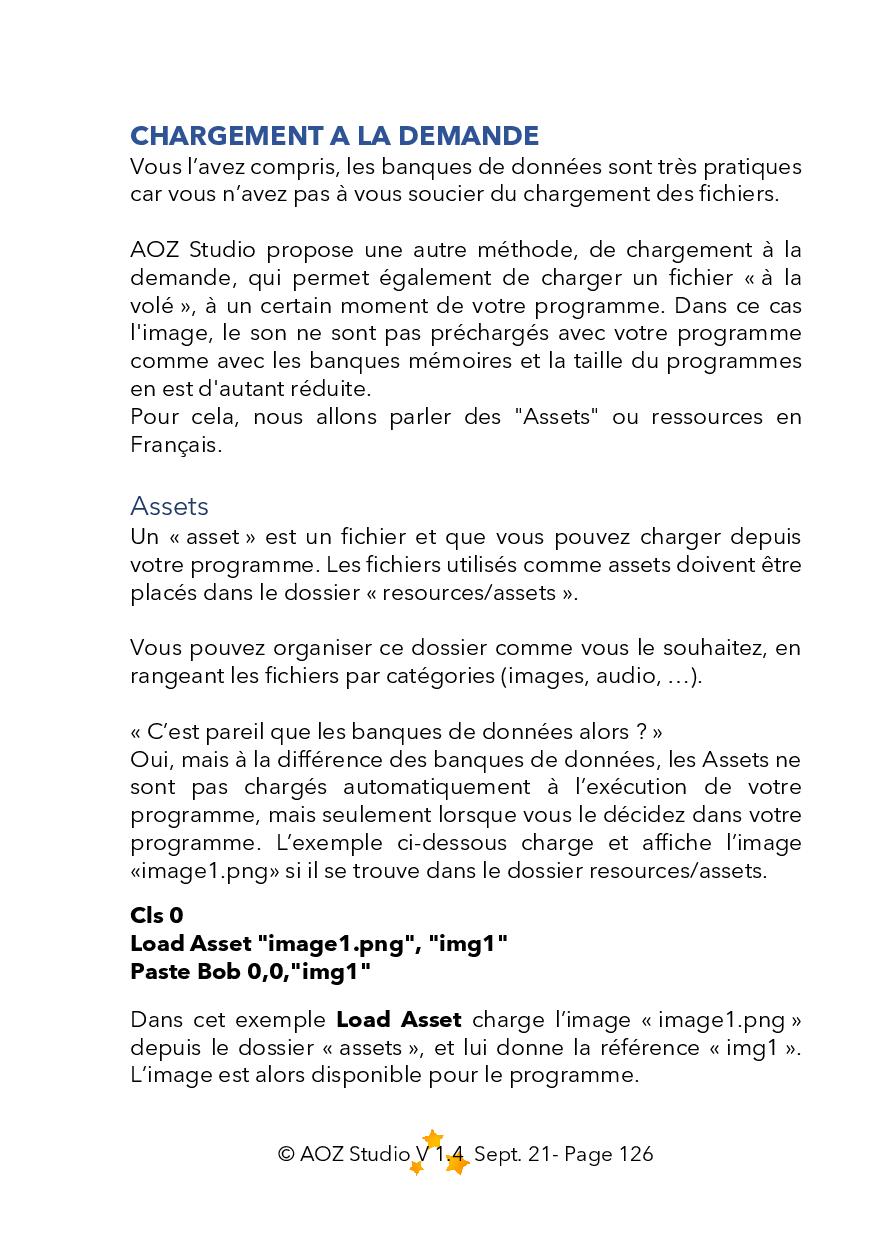 CHARGEMENT A LA DEMANDE
Vous l’avez compris, les banques de données sont très pratiques
car vous n’avez pas à vous soucier du chargement des fichiers.
AOZ Studio propose une autre méthode, de chargement à la
demande, qui permet également de charger un fichier « à la
volé », à un certain moment de votre programme. Dans ce cas
l'image, le son ne sont pas préchargés avec votre programme
comme avec les banques mémoires et la taille du programmes
en est d'autant réduite.
Pour cela, nous allons parler des "Assets" ou ressources en
Français.
Assets
Un « asset » est un fichier et que vous pouvez charger depuis
votre programme. Les fichiers utilisés comme assets doivent être
placés dans le dossier « resources/assets ».
Vous pouvez organiser ce dossier comme vous le souhaitez, en
rangeant les fichiers par catégories (images, audio, …).
« C’est pareil que les banques de données alors ? »
Oui, mais à la différence des banques de données, les Assets ne
sont pas chargés automatiquement à l’exécution de votre
programme, mais seulement lorsque vous le décidez dans votre
programme. L’exemple ci-dessous charge et affiche l’image
«image1.png» si il se trouve dans le dossier resources/assets.
Cls 0
Load Asset "image1.png", "img1"
Paste Bob 0,0,"img1"
Dans cet exemple Load Asset charge l’image « image1.png »
depuis le dossier « assets », et lui donne la référence « img1 ».
L’image est alors disponible pour le programme.
© AOZ Studio V 1.4 Sept. 21- Page 126